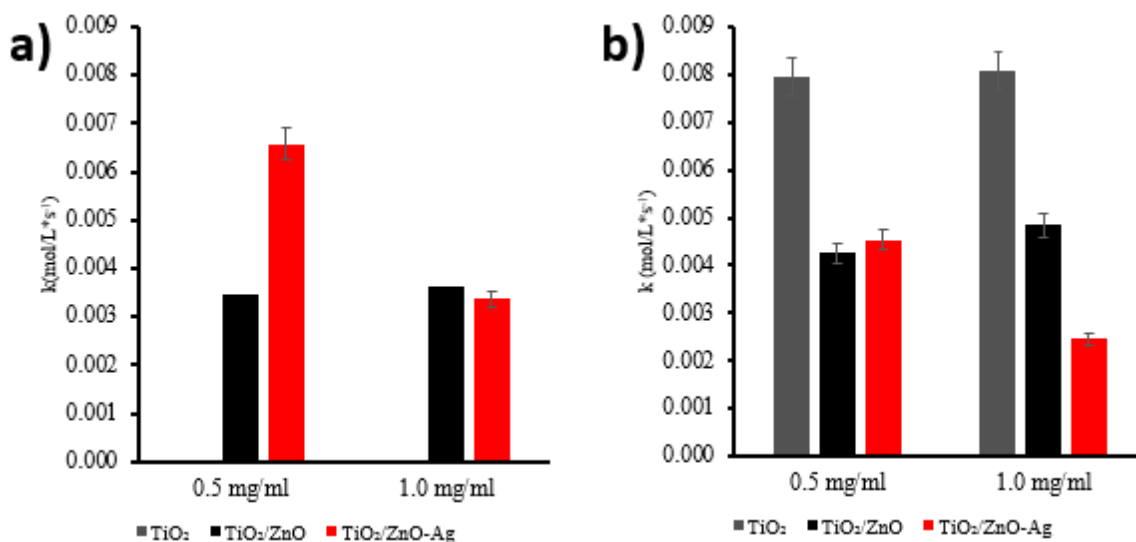 a)
k(mol/L*s⁻¹)
0.009
0.008
0.007
0.006
0.005
0.004
0.003
0.002
0.001
0.000
0.5 mg/ml 1.0 mg/ml
TiO₂ TiO₂/ZnO TiO₂/ZnO-Ag
b)
k (mol/L*s⁻¹)
0.009
0.008
0.007
0.006
0.005
0.004
0.003
0.002
0.001
0.000
0.5 mg/ml 1.0 mg/ml
TiO₂ TiO₂/ZnO TiO₂/ZnO-Ag